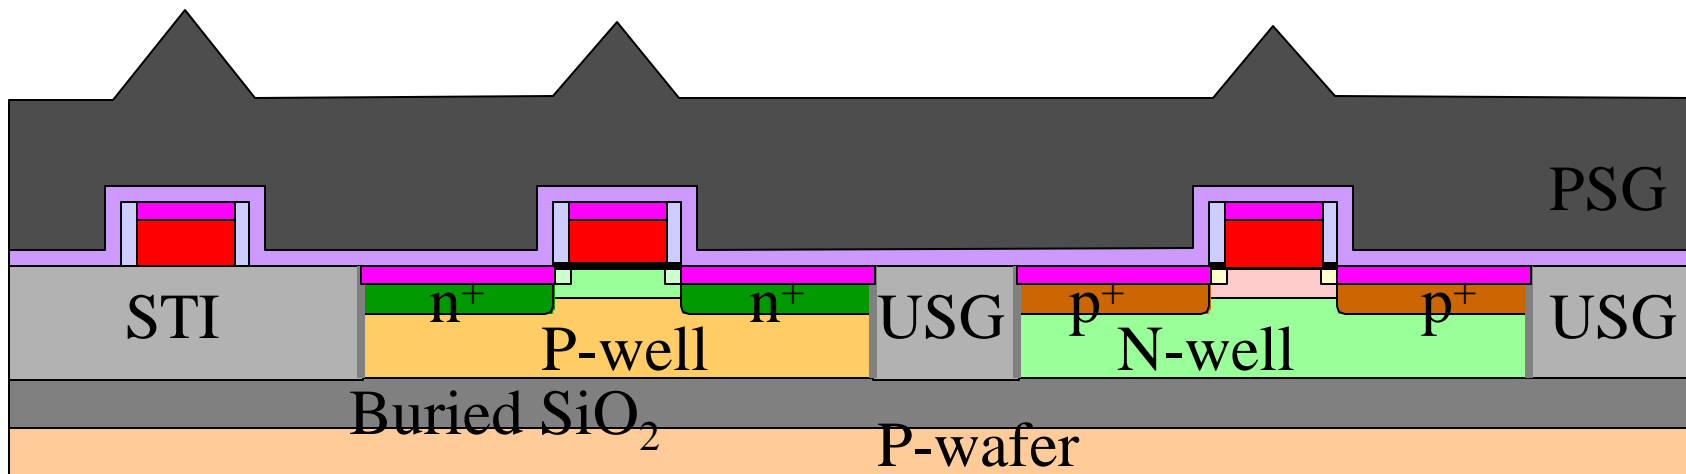 PSG
n⁺ n⁺ p⁺ p⁺
STI USG USG
P-well N-well
Buried SiO₂
P-wafer